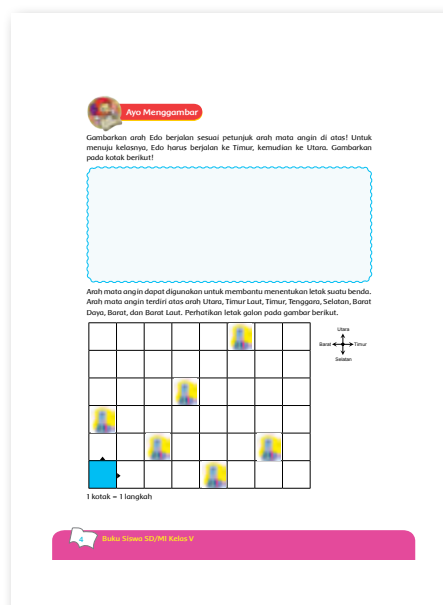 Ayo Menggambar
Gambarkan arah Edo berjalan sesuai petunjuk arah mata angin di atas! Untuk
menuju kelasnya, Edo harus berjalan ke Timur, kemudian ke Utara. Gambarkan
pada kotak berikut!
Arah mata angin dapat digunakan untuk membantu menentukan letak suatu benda.
Arah mata angin terdiri atas arah Utara, Timur Laut, Timur, Tenggara, Selatan, Barat
Daya, Barat, dan Barat Laut. Perhatikan letak galon pada gambar berikut.
Utara
Barat
Timur
Selatan
1 kotak = 1 langkah
4
Buku Siswa SD/MI Kelas V